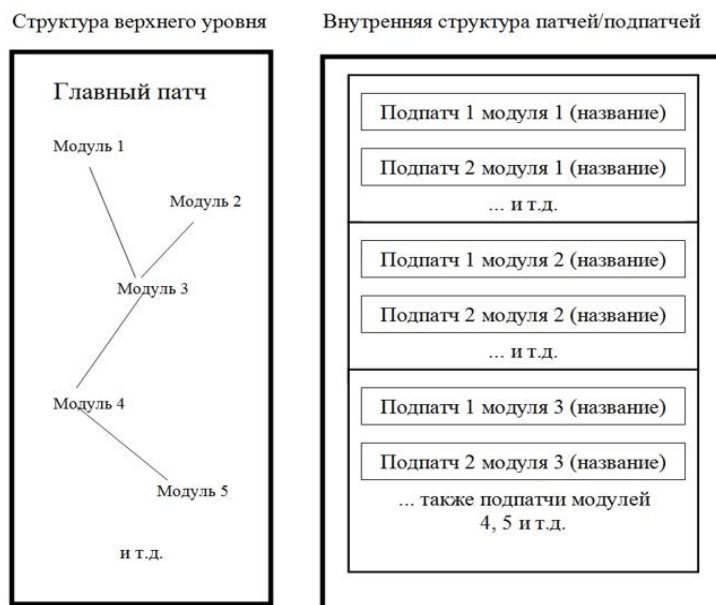 Структура верхнего уровня
Главный патч
Модуль 1
Модуль 2
Модуль 3
Модуль 4
Модуль 5
и т.д.
Внутренняя структура патчей/подпатчей
Подпатч 1 модуля 1 (название)
Подпатч 2 модуля 1 (название)
... и т.д.
Подпатч 1 модуля 2 (название)
Подпатч 2 модуля 2 (название)
... и т.д.
Подпатч 1 модуля 3 (название)
Подпатч 2 модуля 3 (название)
... также подпатчи модулей
4, 5 и т.д.